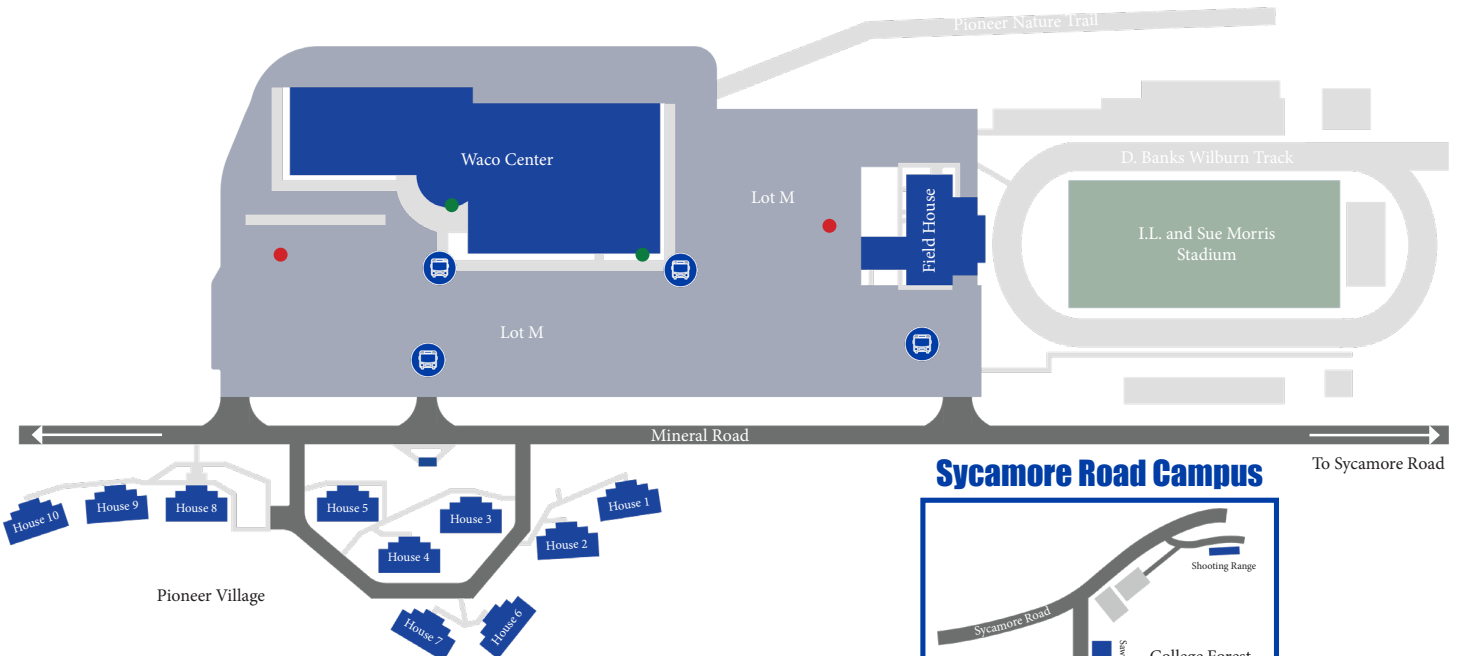 Pioneer Nature Trail
Waco Center
D. Banks Wilburn Track
Lot M
Field House
I.L. and Sue Morris
Stadium
Lot M
Mineral Road
To Sycamore Road
House 10
House 9
House 8
House 5
House 3
House 4
House 1
House 2
House 7
House 6
Pioneer Village
Sycamore Road Campus
Shooting Range
Sycamore Road
College Forest